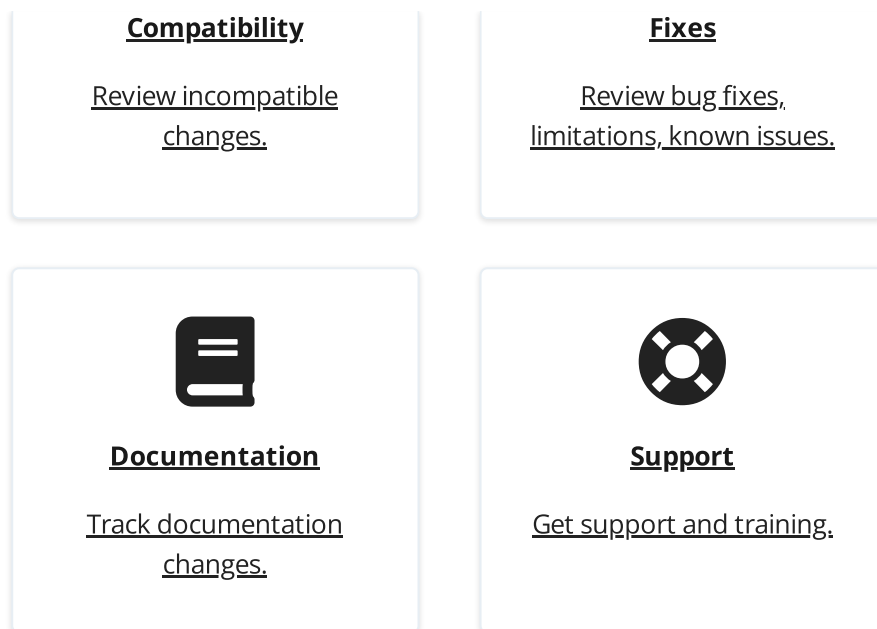 Compatibility
Review incompatible
changes.
Fixes
Review bug fixes,
limitations, known issues.
Documentation
Track documentation
changes.
Support
Get support and training.